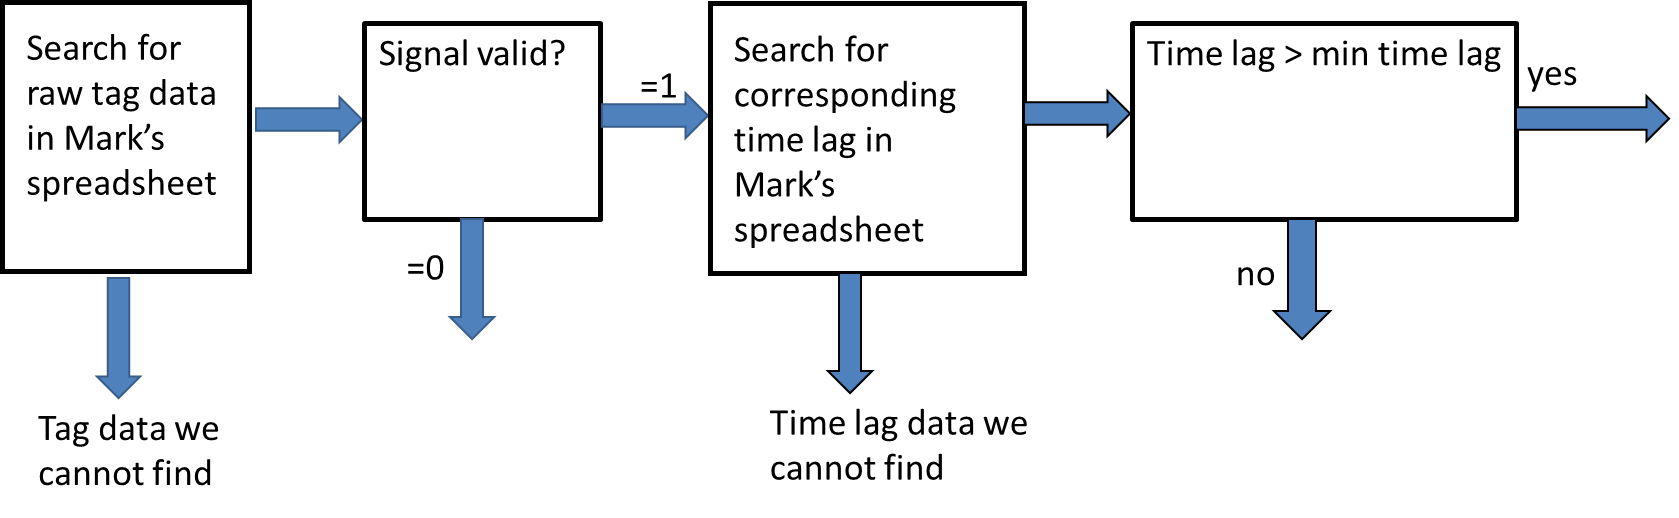 Search for
raw tag data
in Mark’s
spreadsheet
Signal valid?
=1
=0
Search for
corresponding
time lag in
Mark’s
spreadsheet
Time lag > min time lag
yes
no
Tag data we
cannot find
Time lag data we
cannot find